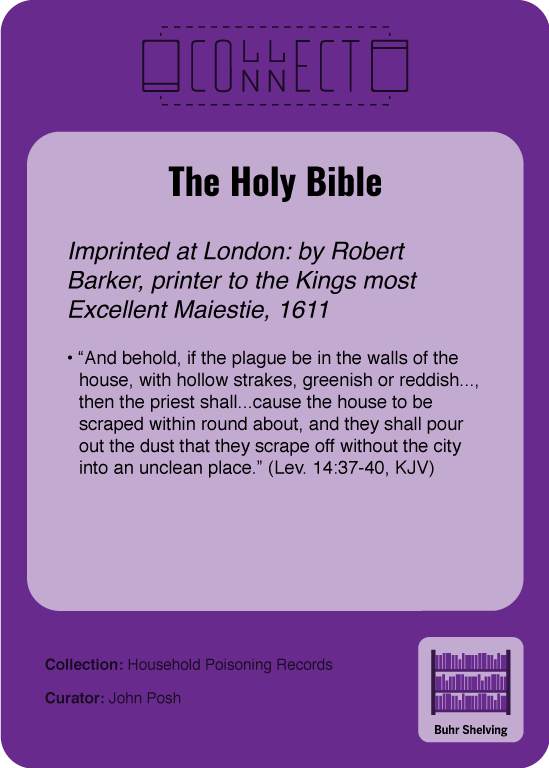 COLLNNECT
The Holy Bible
Imprinted at London: by Robert
Barker, printer to the Kings most
Excellent Maiestie, 1611
• “And behold, if the plague be in the walls of the
house, with hollow strakes, greenish or reddish...,
then the priest shall...cause the house to be
scraped within round about, and they shall pour
out the dust that they scrape off without the city
into an unclean place.” (Lev. 14:37-40, KJV)
Collection: Household Poisoning Records
Curator: John Posh
Buhr Shelving